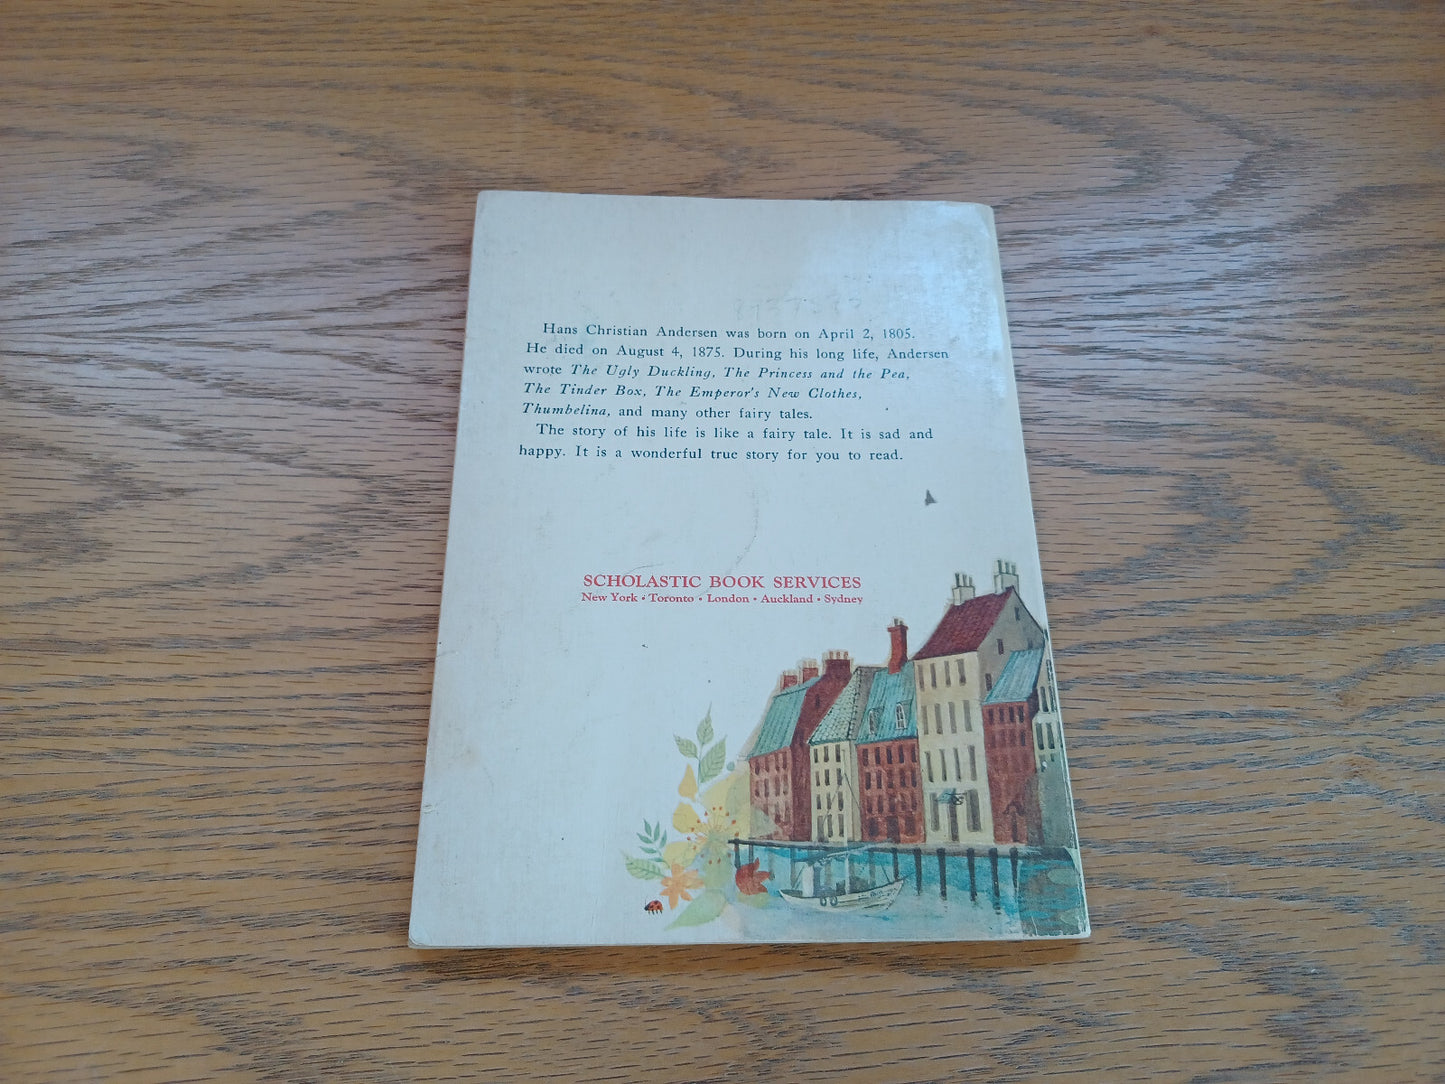 Hans Christian Andersen was born on April 2, 1805.
He died on August 4, 1875. During his long life, Andersen
wrote The Ugly Duckling, The Princess and the Pea,
The Tinder Box, The Emperor's New Clothes,
Thumbelina, and many other fairy tales.
The story of his life is like a fairy tale. It is sad and
happy. It is a wonderful true story for you to read.
SCHOLASTIC BOOK SERVICES
New York • Toronto • London • Auckland • Sydney